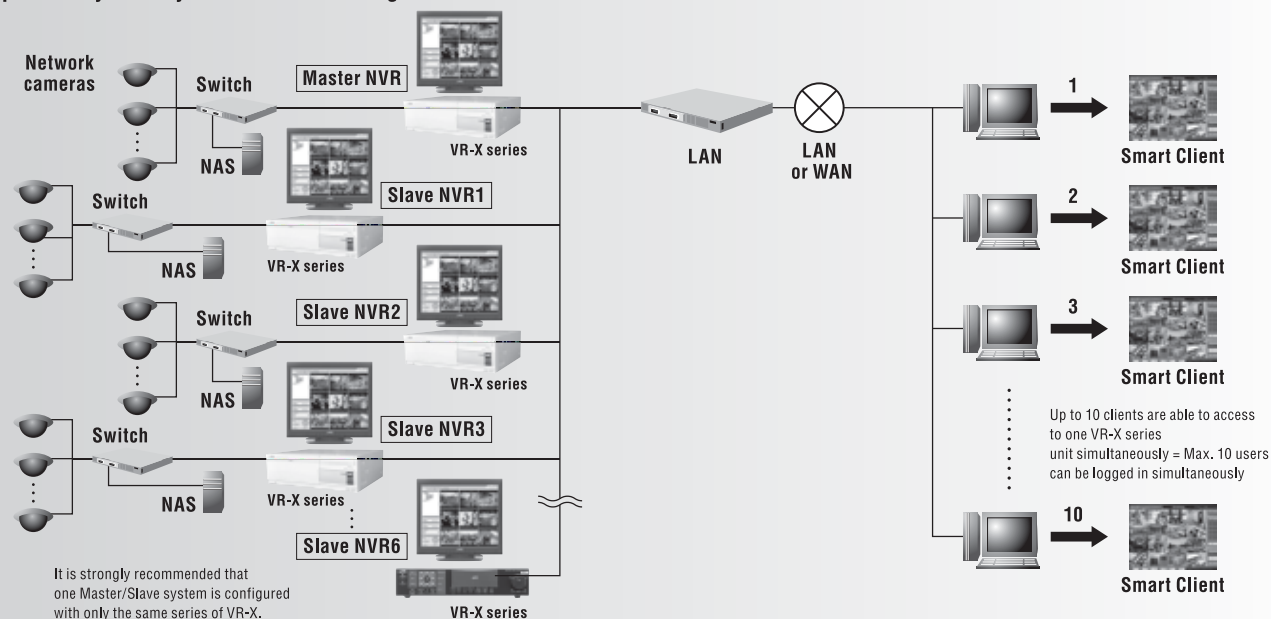 Network
cameras
Switch
Master NVR
NAS
VR-X series
LAN
LAN
or WAN
1
Smart Client
Switch
Slave NVR1
NAS
VR-X series
2
Smart Client
Switch
Slave NVR2
NAS
VR-X series
3
Smart Client
Switch
Slave NVR3
NAS
VR-X series
Up to 10 clients are able to access
to one VR-X series
unit simultaneously = Max. 10 users
can be logged in simultaneously
Slave NVR6
VR-X series
10
Smart Client
It is strongly recommended that
one Master/Slave system is configured
with only the same series of VR-X.